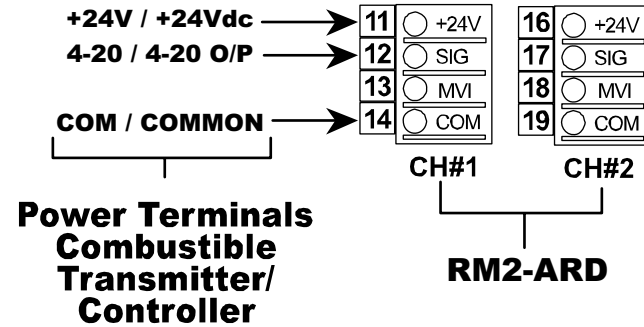 +24V / +24Vdc 11 +24V 16 +24V
4-20 / 4-20 O/P 12 SIG 17 SIG
13 MVI 18 MVI
COM / COMMON 14 COM 19 COM
CH#1 CH#2
Power Terminals
Combustible
Transmitter/
Controller
RM2-ARD